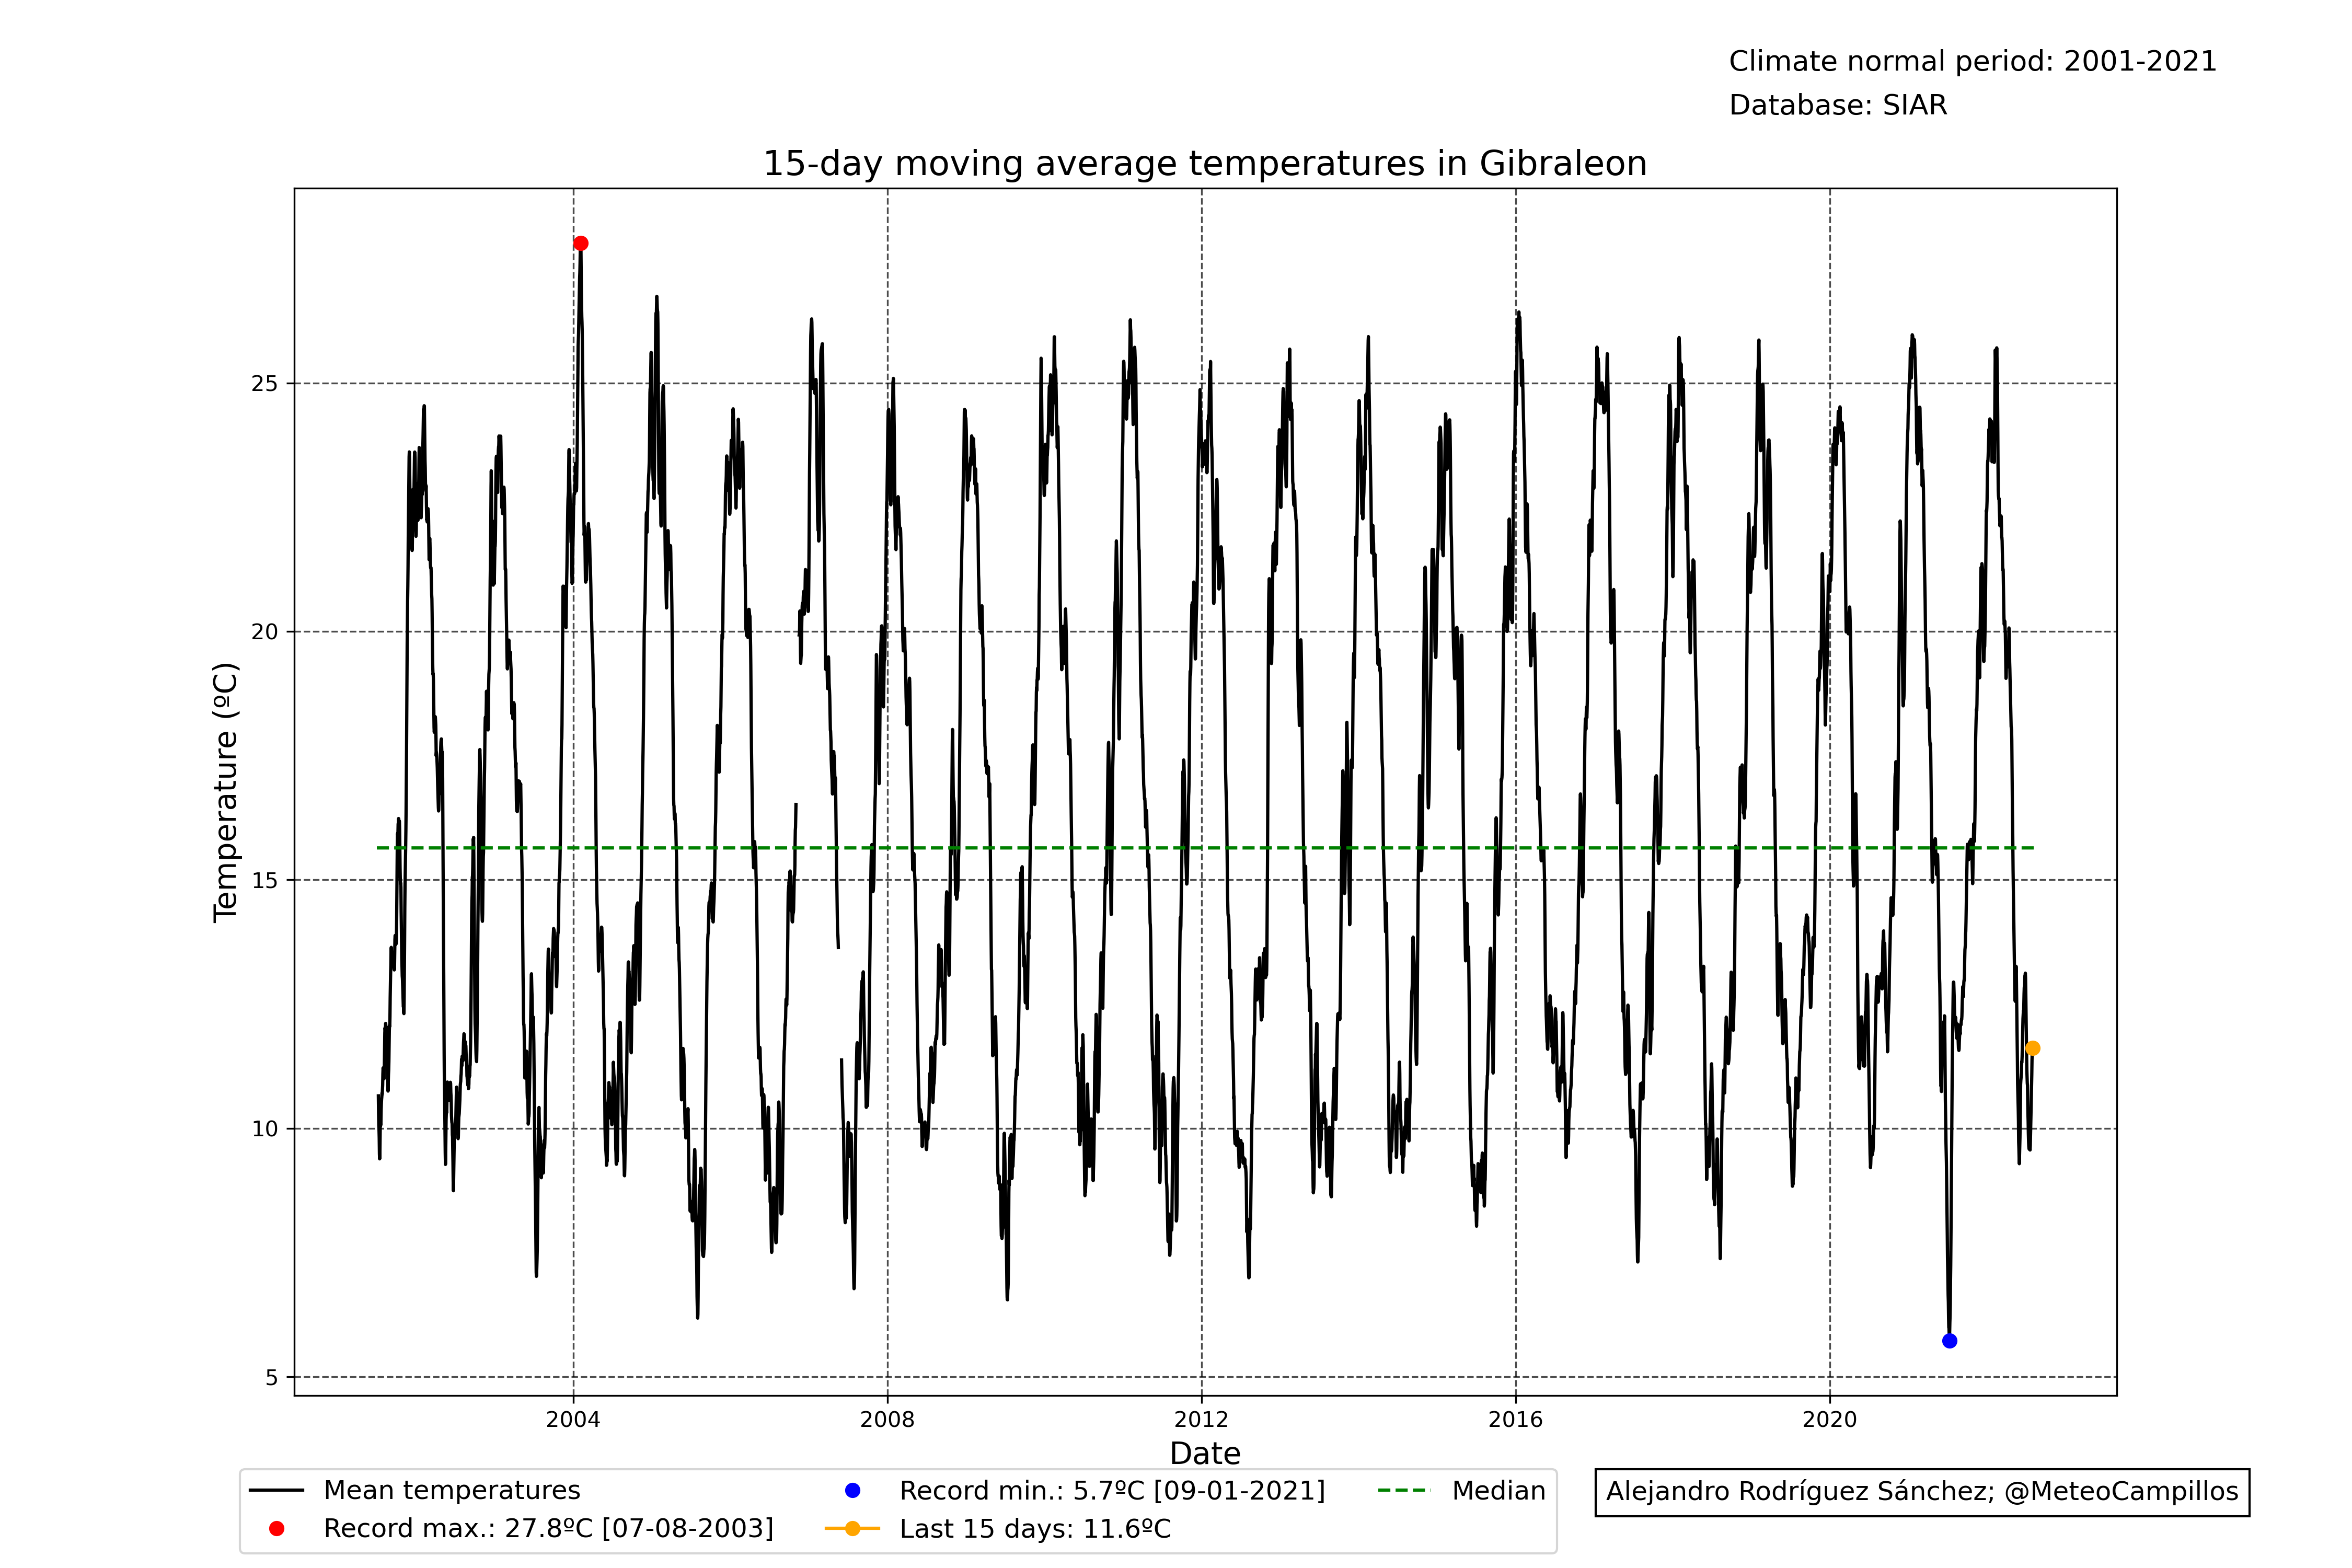 Climate normal period: 2001-2021
Database: SIAR
15-day moving average temperatures in Gibraleon
Temperature (ºC)
25
20
15
10
5
2004
2008
2012
2016
2020
Date
Mean temperatures
Record max.: 27.8ºC [07-08-2003]
Record min.: 5.7ºC [09-01-2021]
Last 15 days: 11.6ºC
Median
Alejandro Rodríguez Sánchez; @MeteoCampillos